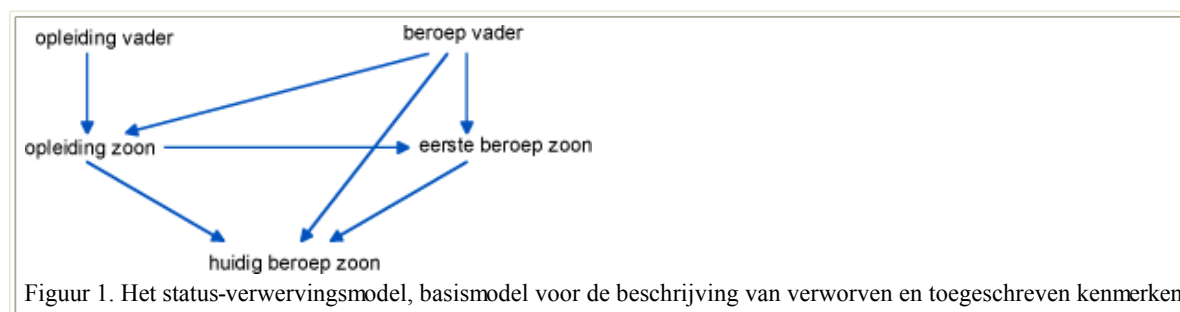 opleiding vader
beroep vader
opleiding zoon
eerste beroep zoon
huidig beroep zoon
Figuur 1. Het status-verwervingsmodel, basismodel voor de beschrijving van verworven en toegeschreven kenmerken